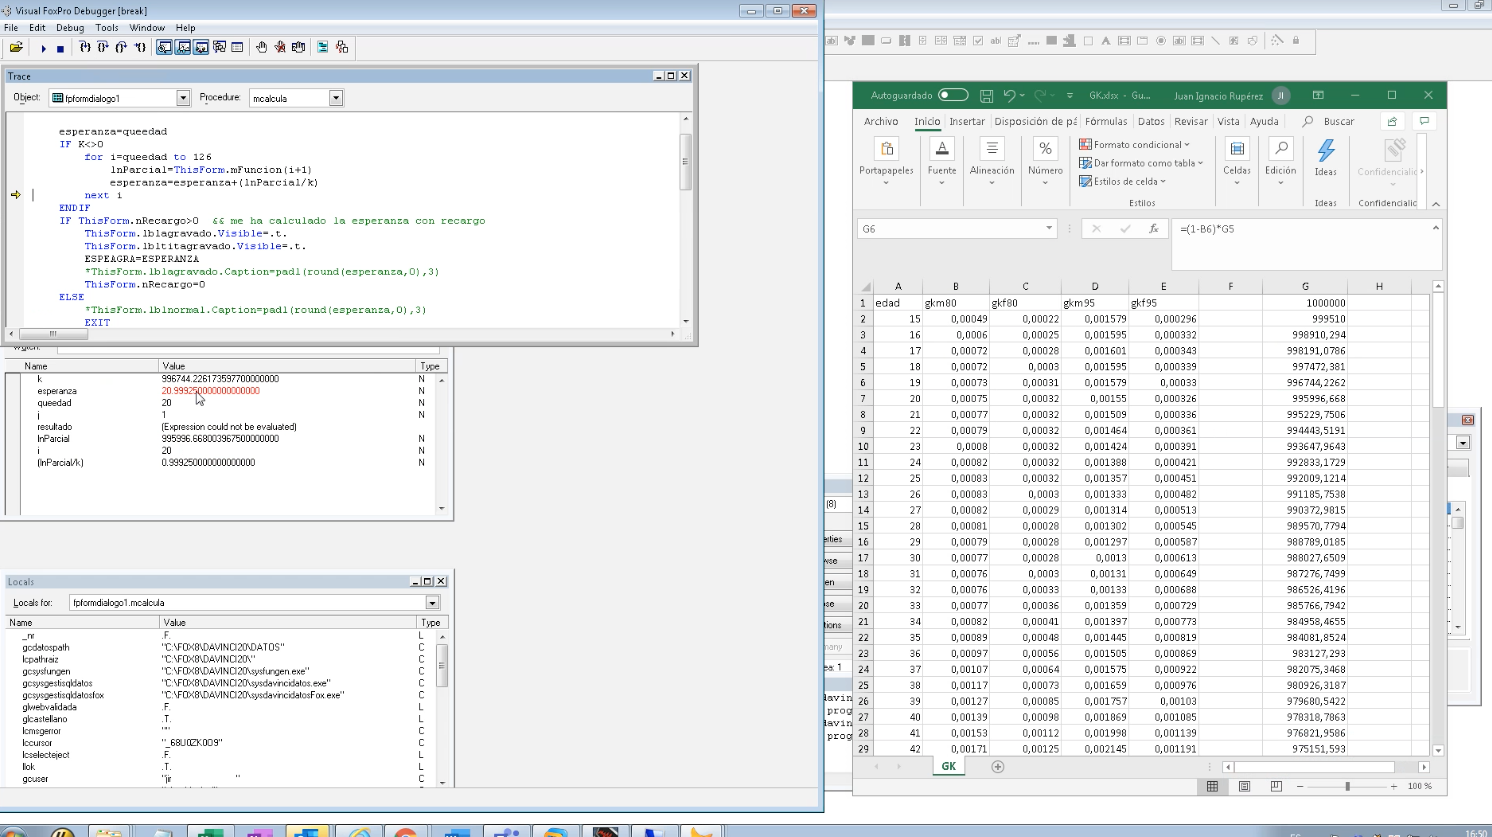 Visual FoxPro Debugger [break]
File Edit Debug Tools Window Help
Trace
Object: fpformdialogo1 Procedure: mcalcula
esperanza=queedad
IF K<>0
for i=queedad to 126
lnParcial=ThisForm.mFuncion(i+1)
esperanza=esperanza+(lnParcial/k)
next i
ENDIF
IF ThisForm.nRecargo>0 && me ha calculado la esperanza con recargo
ThisForm.lblagravado.Visible=.t.
ThisForm.lbltitagravado.Visible=.t.
ESPEAGRA=ESPERANZA
*ThisForm.lblagravado.Caption=padl(round(esperanza,0),3)
ThisForm.nRecargo=0
ELSE
*ThisForm.lblnormal.Caption=padl(round(esperanza,0),3)
EXIT
Name Value Type
k 996744.226173597700000000 N
esperanza 20.999250000000000000 N
queedad 20 N
j 1 N
resultado (Expression could not be evaluated)
lnParcial 995996.668003967500000000 N
i 20 N
(lnParcial/k) 0.999250000000000000 N
Locals
Locals for: fpformdialogo1.mcalcula
Name Value Type
_nr .F. L
gcdatospath "C:\FOX8\DAVINCI20\DATOS" C
lcpathraiz "C:\FOX8\DAVINCI20\" C
gcsysfungen "C:\FOX8\DAVINCI20\sysfungen.exe" C
gcsysgestisqldatos "C:\FOX8\DAVINCI20\sysdavincidatos.exe" C
gcsysgestisqldatosfox "C:\FOX8\DAVINCI20\sysdavincidatosFox.exe" C
glwebvalidada .F. L
glcastellano .T. L
lcmsgerror "" C
lccursor "_68U0ZK0O9" C
lcselecteject .F. L
llok .T. L
gcuser "jir " C
Autoguardado GK.xlsx - Gu... Juan Ignacio Rupérez JI
Archivo Inicio Insertar Disposición de pá Fórmulas Datos Revisar Vista Ayuda Buscar
Portapapeles Fuente Alineación Número Formato condicional Dar formato como tabla Estilos de celda Celdas Edición Ideas Confidencialid
Estilos Ideas Confidencialid
G6 fx =(1-B6)*G5
A B C D E F G H
1 edad gkm80 gkf80 gkm95 gkf95 1000000
2 15 0,00049 0,00022 0,001579 0,000296 999510
3 16 0,0006 0,00025 0,001595 0,000332 998910,294
4 17 0,00072 0,00028 0,001601 0,000343 998191,0786
5 18 0,00072 0,0003 0,001595 0,000339 997472,381
6 19 0,00073 0,00031 0,001579 0,00033 996744,2262
7 20 0,00075 0,00032 0,00155 0,000326 995996,668
8 21 0,00077 0,00032 0,001509 0,000336 995229,7506
9 22 0,00079 0,00032 0,001464 0,000361 994443,5191
10 23 0,0008 0,00032 0,001424 0,000391 993647,9643
11 24 0,00082 0,00032 0,001388 0,000421 992833,1729
12 25 0,00083 0,00032 0,001357 0,000451 992009,1214
13 26 0,00083 0,0003 0,001333 0,000482 991185,7538
14 27 0,00082 0,00029 0,001314 0,000513 990372,9815
15 28 0,00081 0,00028 0,001302 0,000545 989570,7794
16 29 0,00079 0,00028 0,001297 0,000587 988789,0185
17 30 0,00077 0,00028 0,0013 0,000613 988027,6509
18 31 0,00076 0,0003 0,00131 0,000649 987276,7499
19 32 0,00076 0,00033 0,00133 0,000688 986526,4196
20 33 0,00077 0,00036 0,001359 0,000729 985766,7942
21 34 0,00082 0,00041 0,001397 0,000773 984958,4655
22 35 0,00089 0,00048 0,001445 0,000819 984081,8524
23 36 0,00097 0,00056 0,001505 0,000869 983127,293
24 37 0,00107 0,00064 0,001575 0,000922 982075,3468
25 38 0,00117 0,00073 0,001659 0,000976 980926,3187
26 39 0,00127 0,00085 0,001757 0,00103 979680,5422
27 40 0,00139 0,00098 0,001869 0,001085 978318,7863
28 41 0,00153 0,00112 0,001998 0,001139 976821,9586
29 42 0,00171 0,00125 0,002145 0,001191 975151,593
GK
100 %
16:50